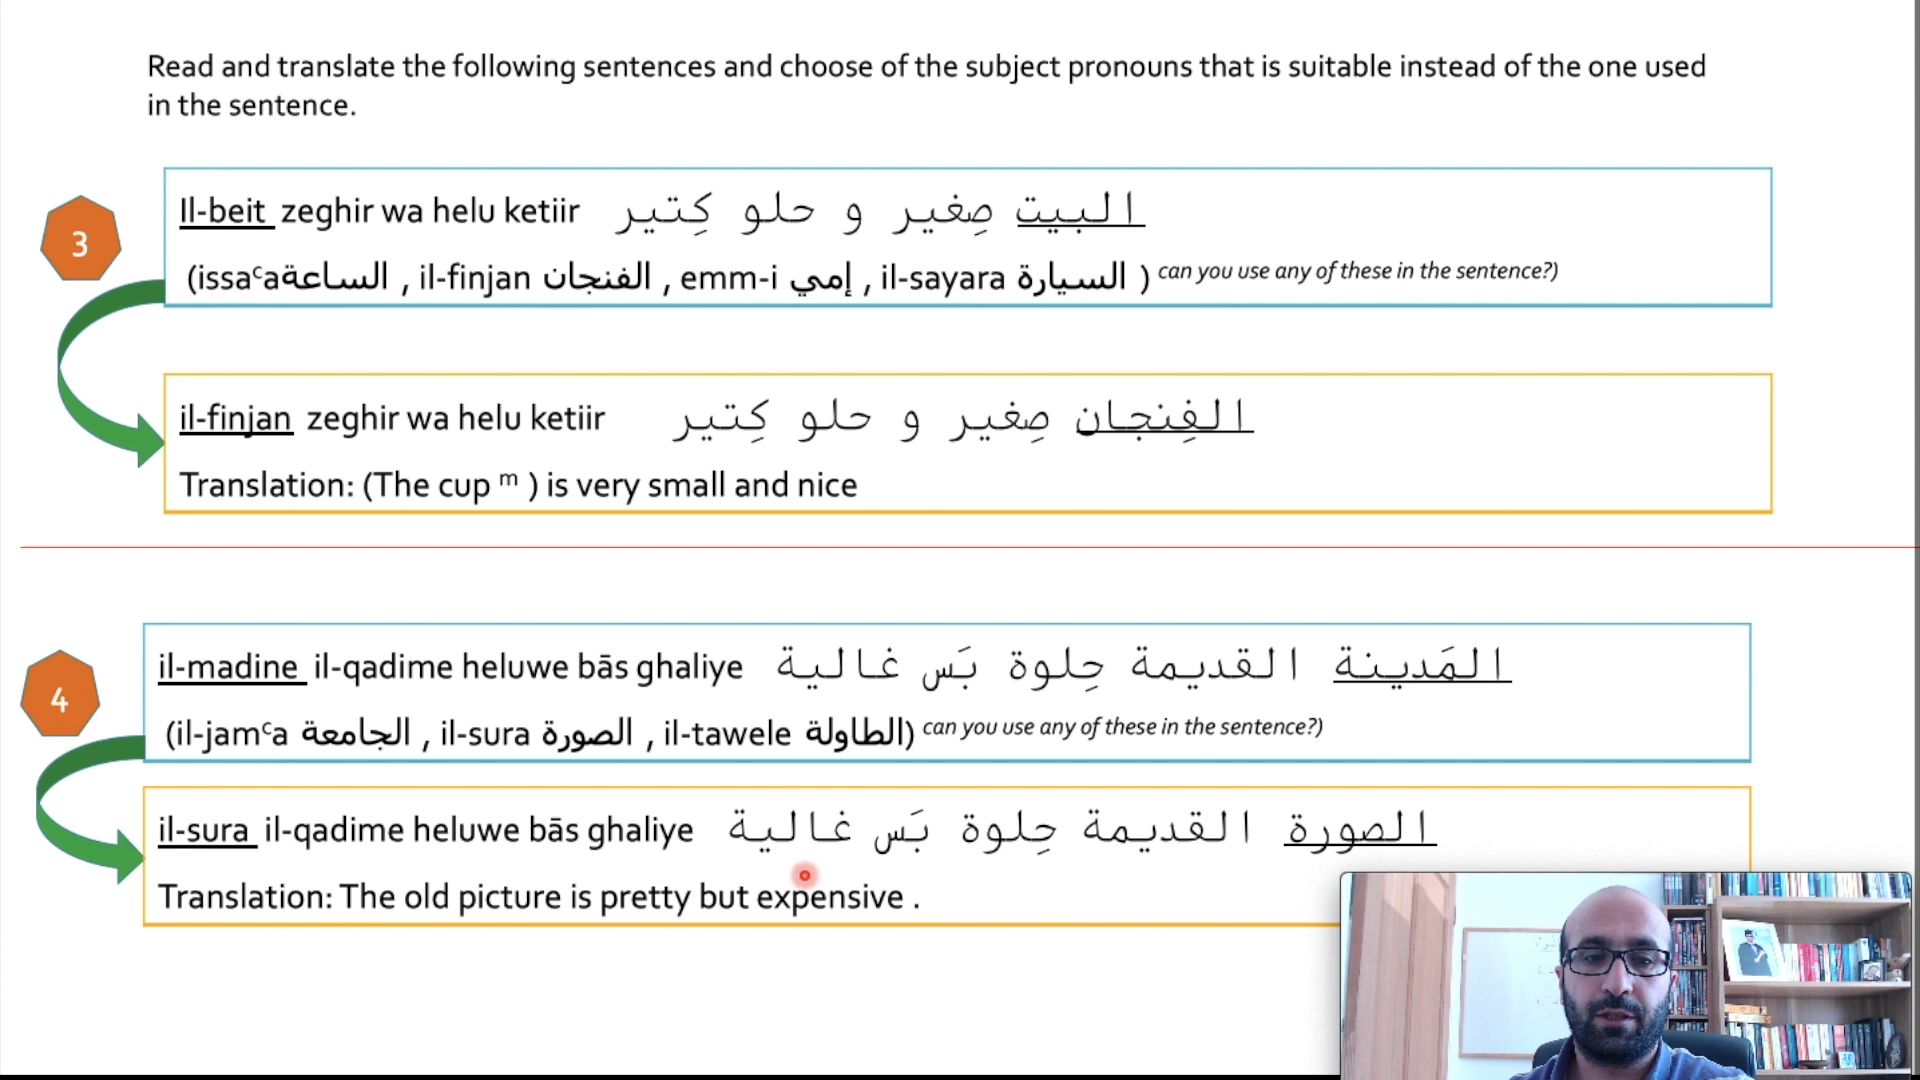 Read and translate the following sentences and choose of the subject pronouns that is suitable instead of the one used
in the sentence.
3
Il-beit zeghir wa helu ketiir البيت صِغير و حلو كِتير
(issaᶜa الساعة , il-finjan الفنجان , emm-i إمي , il-sayara السيارة ) can you use any of these in the sentence?)
il-finjan zeghir wa helu ketiir الفِنجان صِغير و حلو كِتير
Translation: (The cup ᵐ ) is very small and nice
4
il-madine il-qadime heluwe bās ghaliye المَدينة القديمة حِلوة بَس غالية
(il-jamᶜa الجامعة , il-sura الصورة , il-tawele الطاولة) can you use any of these in the sentence?)
il-sura il-qadime heluwe bās ghaliye الصورة القديمة حِلوة بَس غالية
Translation: The old picture is pretty but expensive .